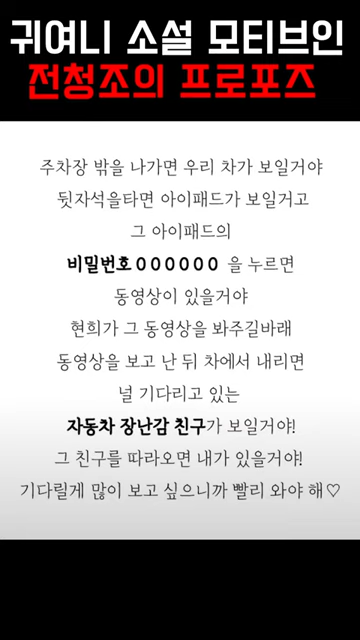 귀여니 소설 모티브인
전청조의 프로포즈
주차장 밖을 나가면 우리 차가 보일거야
뒷자석을타면 아이패드가 보일거고
그 아이패드의
비밀번호 000000 을 누르면
동영상이 있을거야
현희가 그 동영상을 봐주길바래
동영상을 보고 난 뒤 차에서 내리면
널 기다리고 있는
자동차 장난감 친구가 보일거야!
그 친구를 따라오면 내가 있을거야!
기다릴게 많이 보고 싶으니까 빨리 와야 해♡